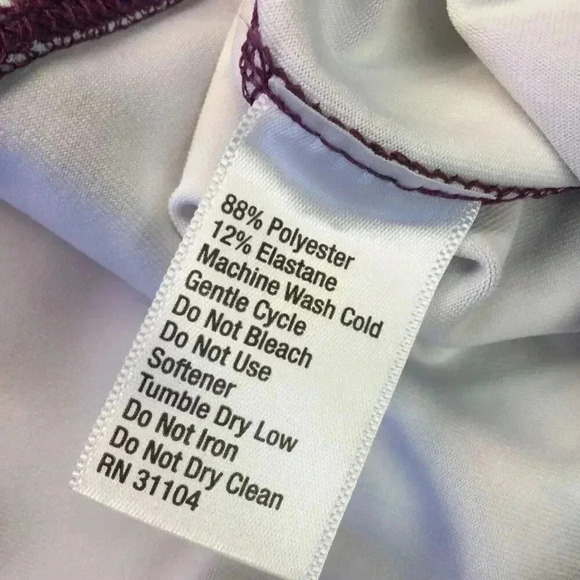 88% Polyester
12% Elastane
Machine Wash Cold
Gentle Cycle
Do Not Bleach
Do Not Use
Softener
Tumble Dry Low
Do Not Iron
Do Not Dry Clean
RN 31104